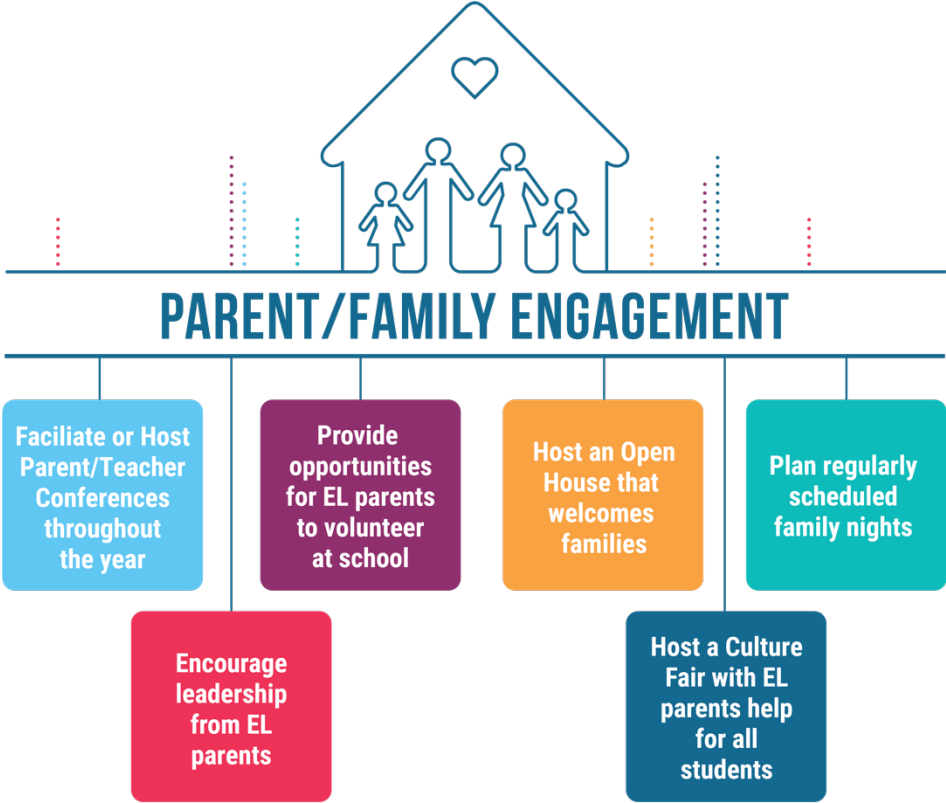 PARENT/FAMILY ENGAGEMENT
Faciliate or Host
Parent/Teacher
Conferences
throughout
the year
Encourage
leadership
from EL
parents
Provide
opportunities
for EL parents
to volunteer
at school
Host an Open
House that
welcomes
families
Host a Culture
Fair with EL
parents help
for all
students
Plan regularly
scheduled
family nights